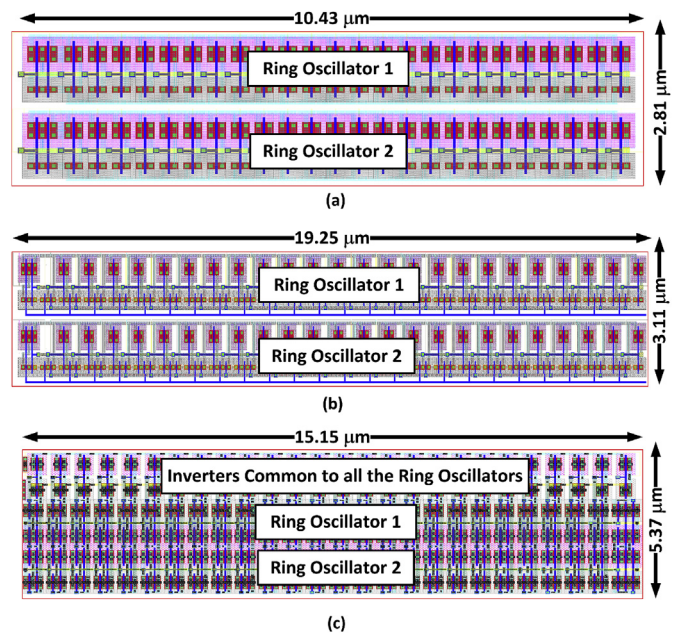 10.43 μm
Ring Oscillator 1
2.81 μm
Ring Oscillator 2
(a)
19.25 μm
Ring Oscillator 1
3.11 μm
Ring Oscillator 2
(b)
15.15 μm
Inverters Common to all the Ring Oscillators
Ring Oscillator 1
5.37 μm
Ring Oscillator 2
(c)